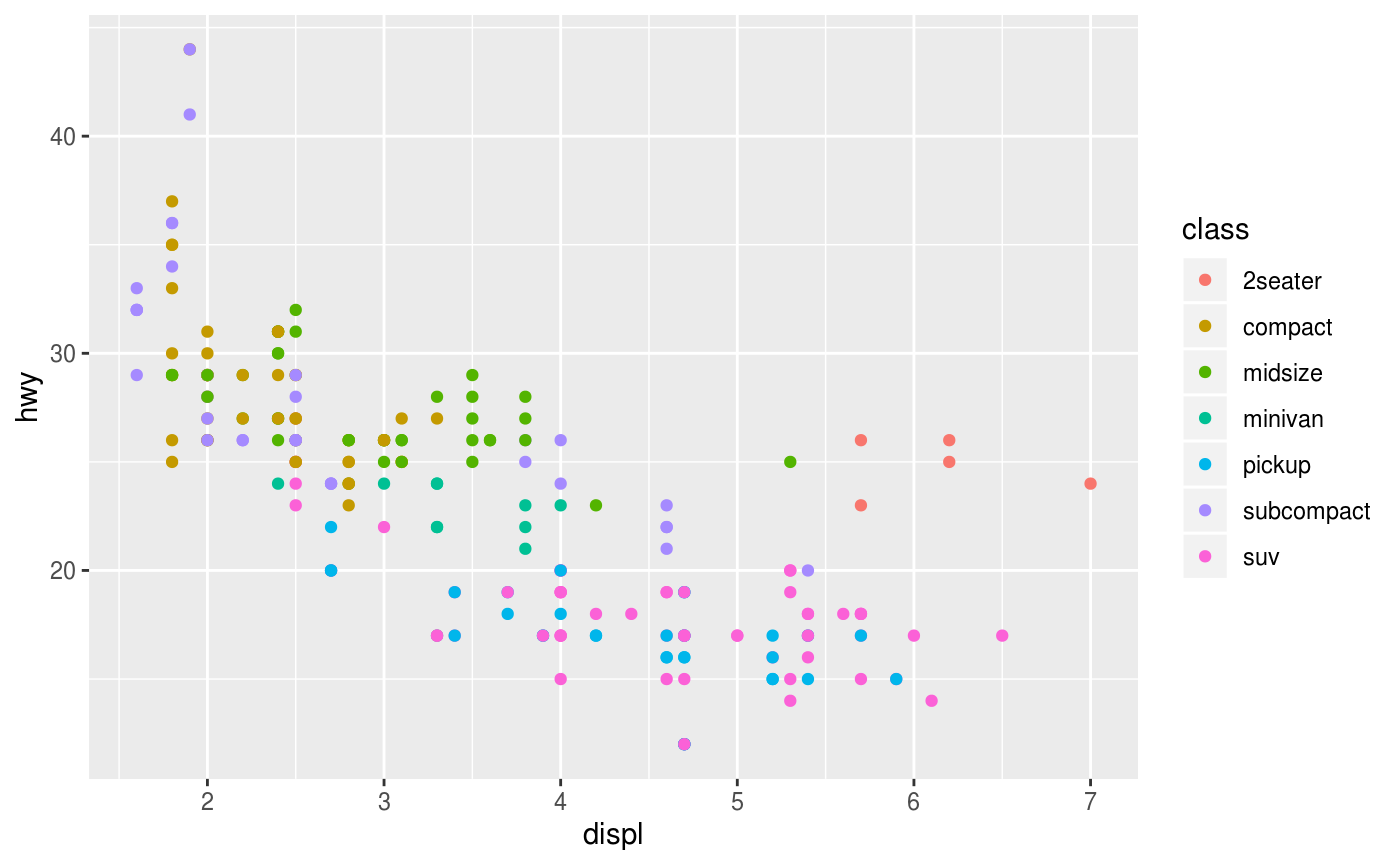 hwy
40
30
20
2 3 4 5 6 7
displ
class
2seater
compact
midsize
minivan
pickup
subcompact
suv